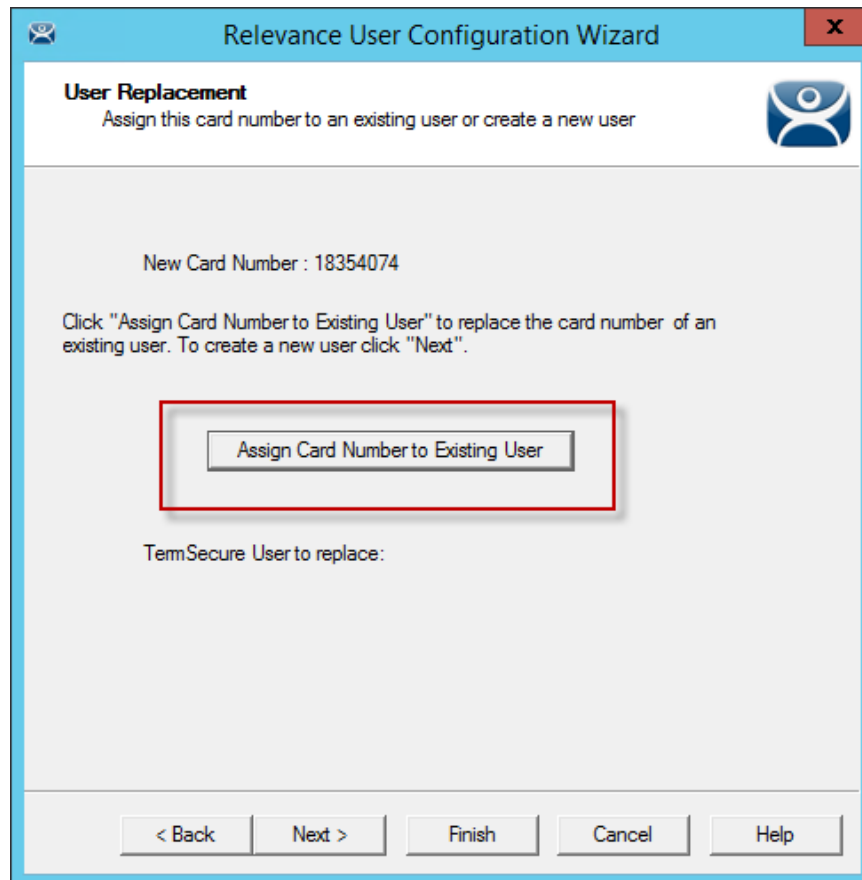 Relevance User Configuration Wizard
x
User Replacement
Assign this card number to an existing user or create a new user
New Card Number : 18354074
Click "Assign Card Number to Existing User" to replace the card number of an
existing user. To create a new user click "Next".
Assign Card Number to Existing User
TermSecure User to replace:
< Back Next > Finish Cancel Help